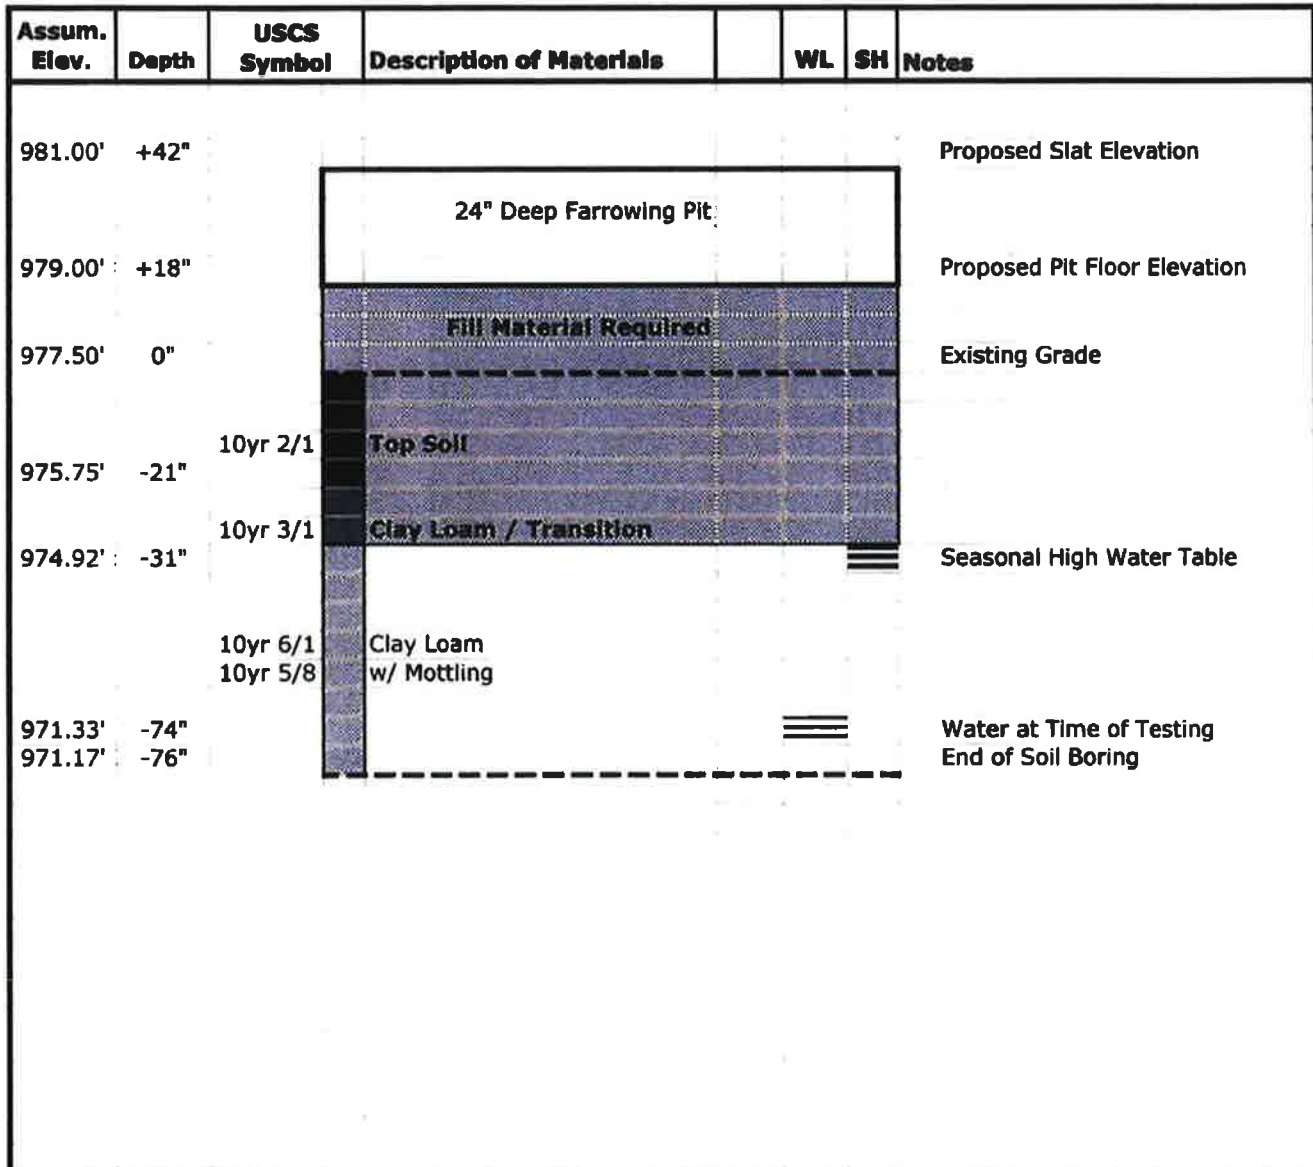 Assum. Elev. Depth USCS Symbol Description of Materials WL SH Notes
981.00' +42" Proposed Slat Elevation
24" Deep Farrowing Pit
979.00' +18" Proposed Pit Floor Elevation
Fill Material Required
977.50' 0" Existing Grade
10yr 2/1 Top Soil
975.75' -21"
10yr 3/1 Clay Loam / Transition
974.92' -31" Seasonal High Water Table
10yr 6/1 Clay Loam
10yr 5/8 w/ Mottling
971.33' -74" Water at Time of Testing
971.17' -76" End of Soil Boring